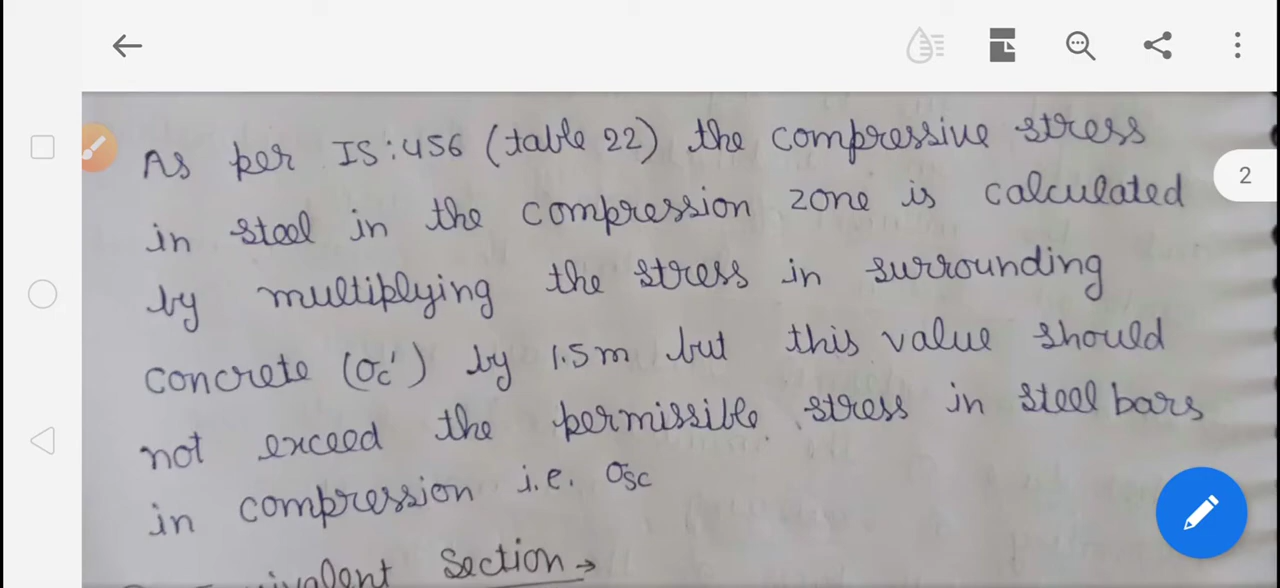 2
As per IS:456 (table 22) the compressive stress
in steel in the compression zone is calculated
by multiplying the stress in surrounding
concrete (σc') by 1.5m but this value should
not exceed the permissible stress in steel bars
in compression i.e. σsc
Section →